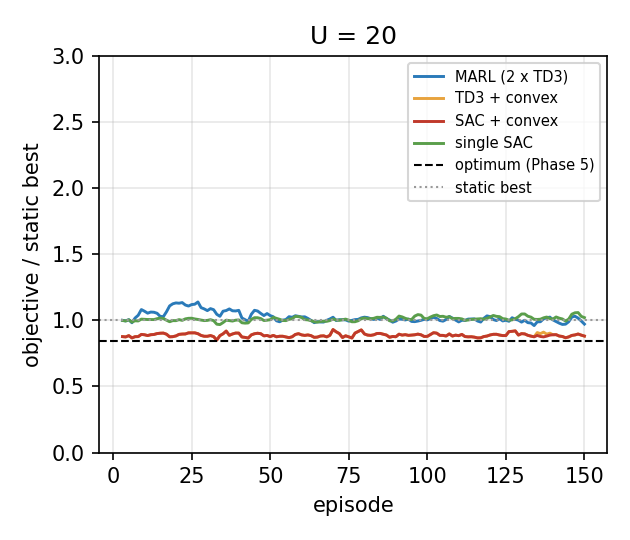 U = 20
3.0
2.5
2.0
1.5
1.0
0.5
0.0
objective / static best
MARL (2 x TD3)
TD3 + convex
SAC + convex
single SAC
optimum (Phase 5)
static best
0 25 50 75 100 125 150
episode